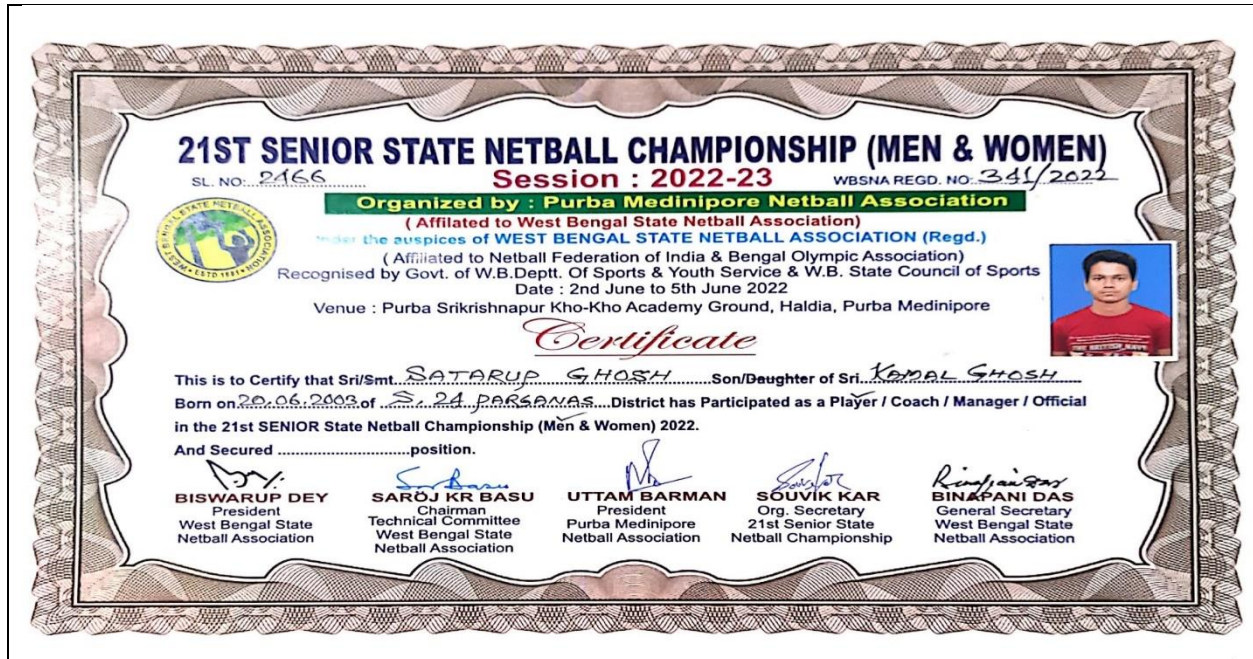 21ST SENIOR STATE NETBALL CHAMPIONSHIP (MEN & WOMEN)
SL. NO: 2466 Session : 2022-23 WBSNA REGD. NO: 341/2022
Organized by : Purba Medinipore Netball Association
( Affilated to West Bengal State Netball Association)
Under the auspices of WEST BENGAL STATE NETBALL ASSOCIATION (Regd.)
( Affiliated to Netball Federation of India & Bengal Olympic Association)
Recognised by Govt. of W.B.Deptt. Of Sports & Youth Service & W.B. State Council of Sports
Date : 2nd June to 5th June 2022
Venue : Purba Srikrishnapur Kho-Kho Academy Ground, Haldia, Purba Medinipore
WEST BENGAL STATE NETBALL ASSOCIATION
Certificate
This is to Certify that Sri/Smt. SATARUP GHOSH Son/Daughter of Sri. KAMAL GHOSH
Born on 20.06.2003 of S. 24 PARGANAS District has Participated as a Player / Coach / Manager / Official
in the 21st SENIOR State Netball Championship (Men & Women) 2022.
And Secured ..................................position.
BISWARUP DEY SAROJ KR BASU UTTAM BARMAN SOUVIK KAR BINAPANI DAS
President Chairman President Org. Secretary General Secretary
West Bengal State Technical Committee Purba Medinipore 21st Senior State West Bengal State
Netball Association West Bengal State Netball Association Netball Championship Netball Association
Netball Association